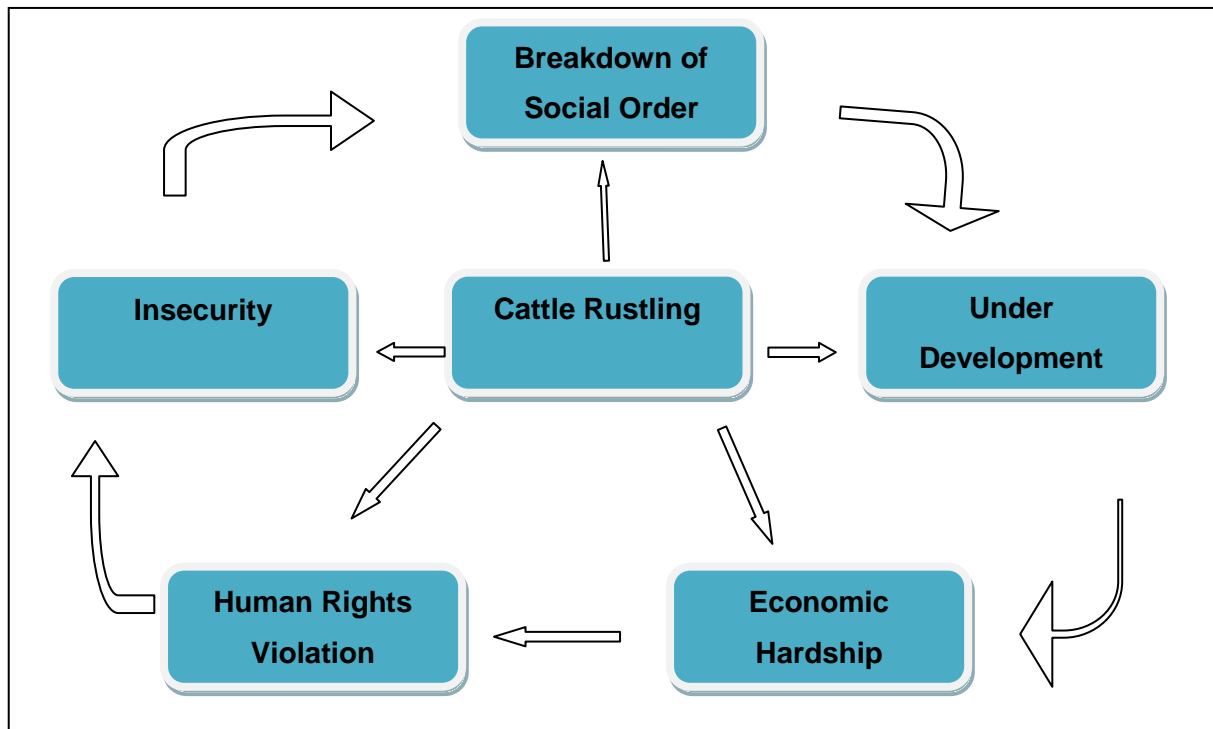 Breakdown of
Social Order
Insecurity
Cattle Rustling
Under
Development
Human Rights
Violation
Economic
Hardship